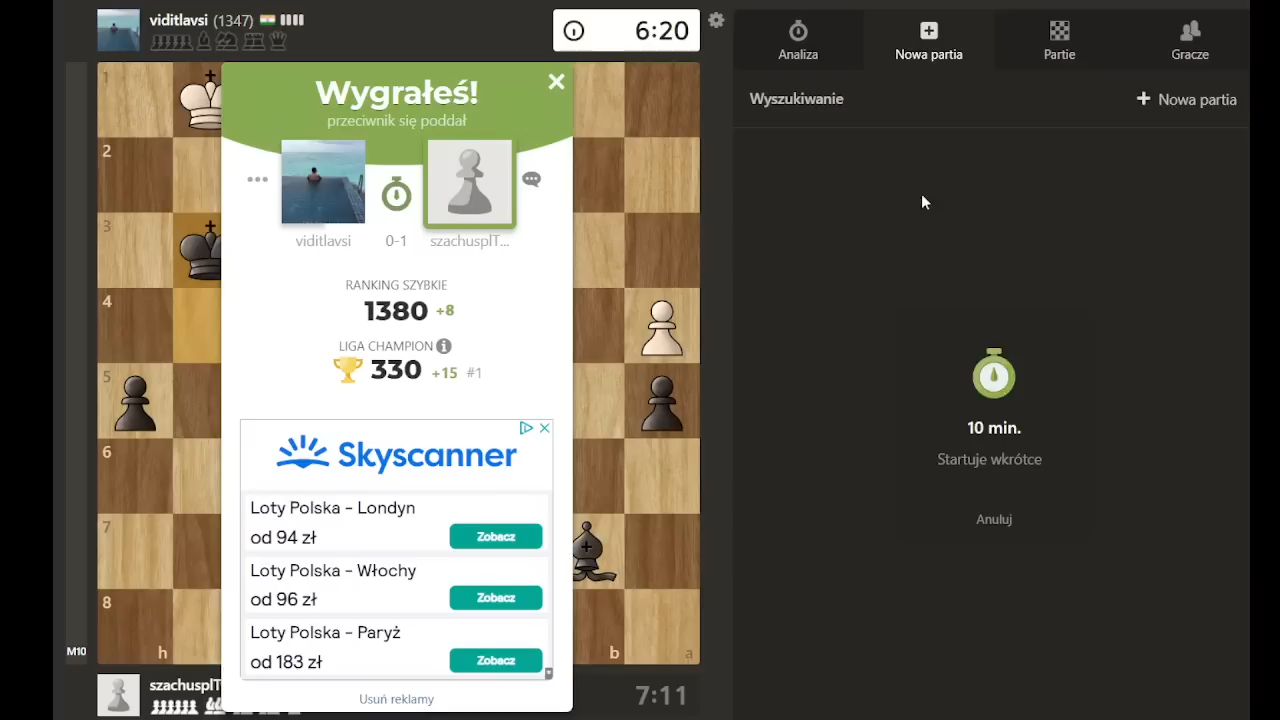 viditlavsi (1347)
6:20
Analiza
Nowa partia
Partie
Gracze
Wyszukiwanie
+ Nowa partia
Wygrałeś!
przeciwnik się poddał
viditlavsi
0-1
szachusplT...
RANKING SZYBKIE
1380 +8
LIGA CHAMPION
330 +15 #1
Skyscanner
Loty Polska - Londyn
od 94 zł
Zobacz
Loty Polska - Włochy
od 96 zł
Zobacz
Loty Polska - Paryż
od 183 zł
Zobacz
Usuń reklamy
10 min.
Startuje wkrótce
Anuluj
1
2
3
4
5
6
7
8
M10
h
b
a
szachusplT
7:11